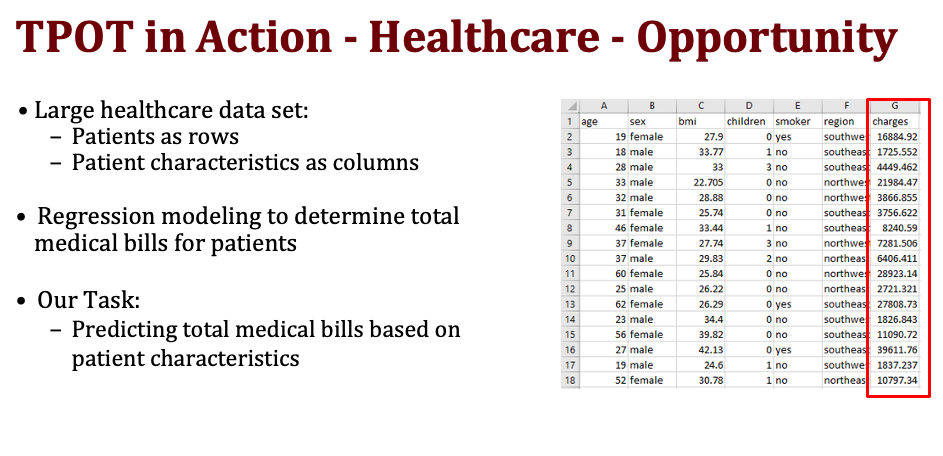 TPOT in Action - Healthcare - Opportunity
• Large healthcare data set:
– Patients as rows
– Patient characteristics as columns
• Regression modeling to determine total
medical bills for patients
• Our Task:
– Predicting total medical bills based on
patient characteristics
A B C D E F G
1 age sex bmi children smoker region charges
2 19 female 27.9 0 yes southwe 16884.92
3 18 male 33.77 1 no southeas 1725.552
4 28 male 33 3 no southeas 4449.462
5 33 male 22.705 0 no northwe 21984.47
6 32 male 28.88 0 no northwe 3866.855
7 31 female 25.74 0 no southeas 3756.622
8 46 female 33.44 1 no southeas 8240.59
9 37 female 27.74 3 no northwe 7281.506
10 37 male 29.83 2 no northeas 6406.411
11 60 female 25.84 0 no northwe 28923.14
12 25 male 26.22 0 no northeas 2721.321
13 62 female 26.29 0 yes southeas 27808.73
14 23 male 34.4 0 no southwe 1826.843
15 56 female 39.82 0 no southeas 11090.72
16 27 male 42.13 0 yes southeas 39611.76
17 19 male 24.6 1 no southwe 1837.237
18 52 female 30.78 1 no northeas 10797.34